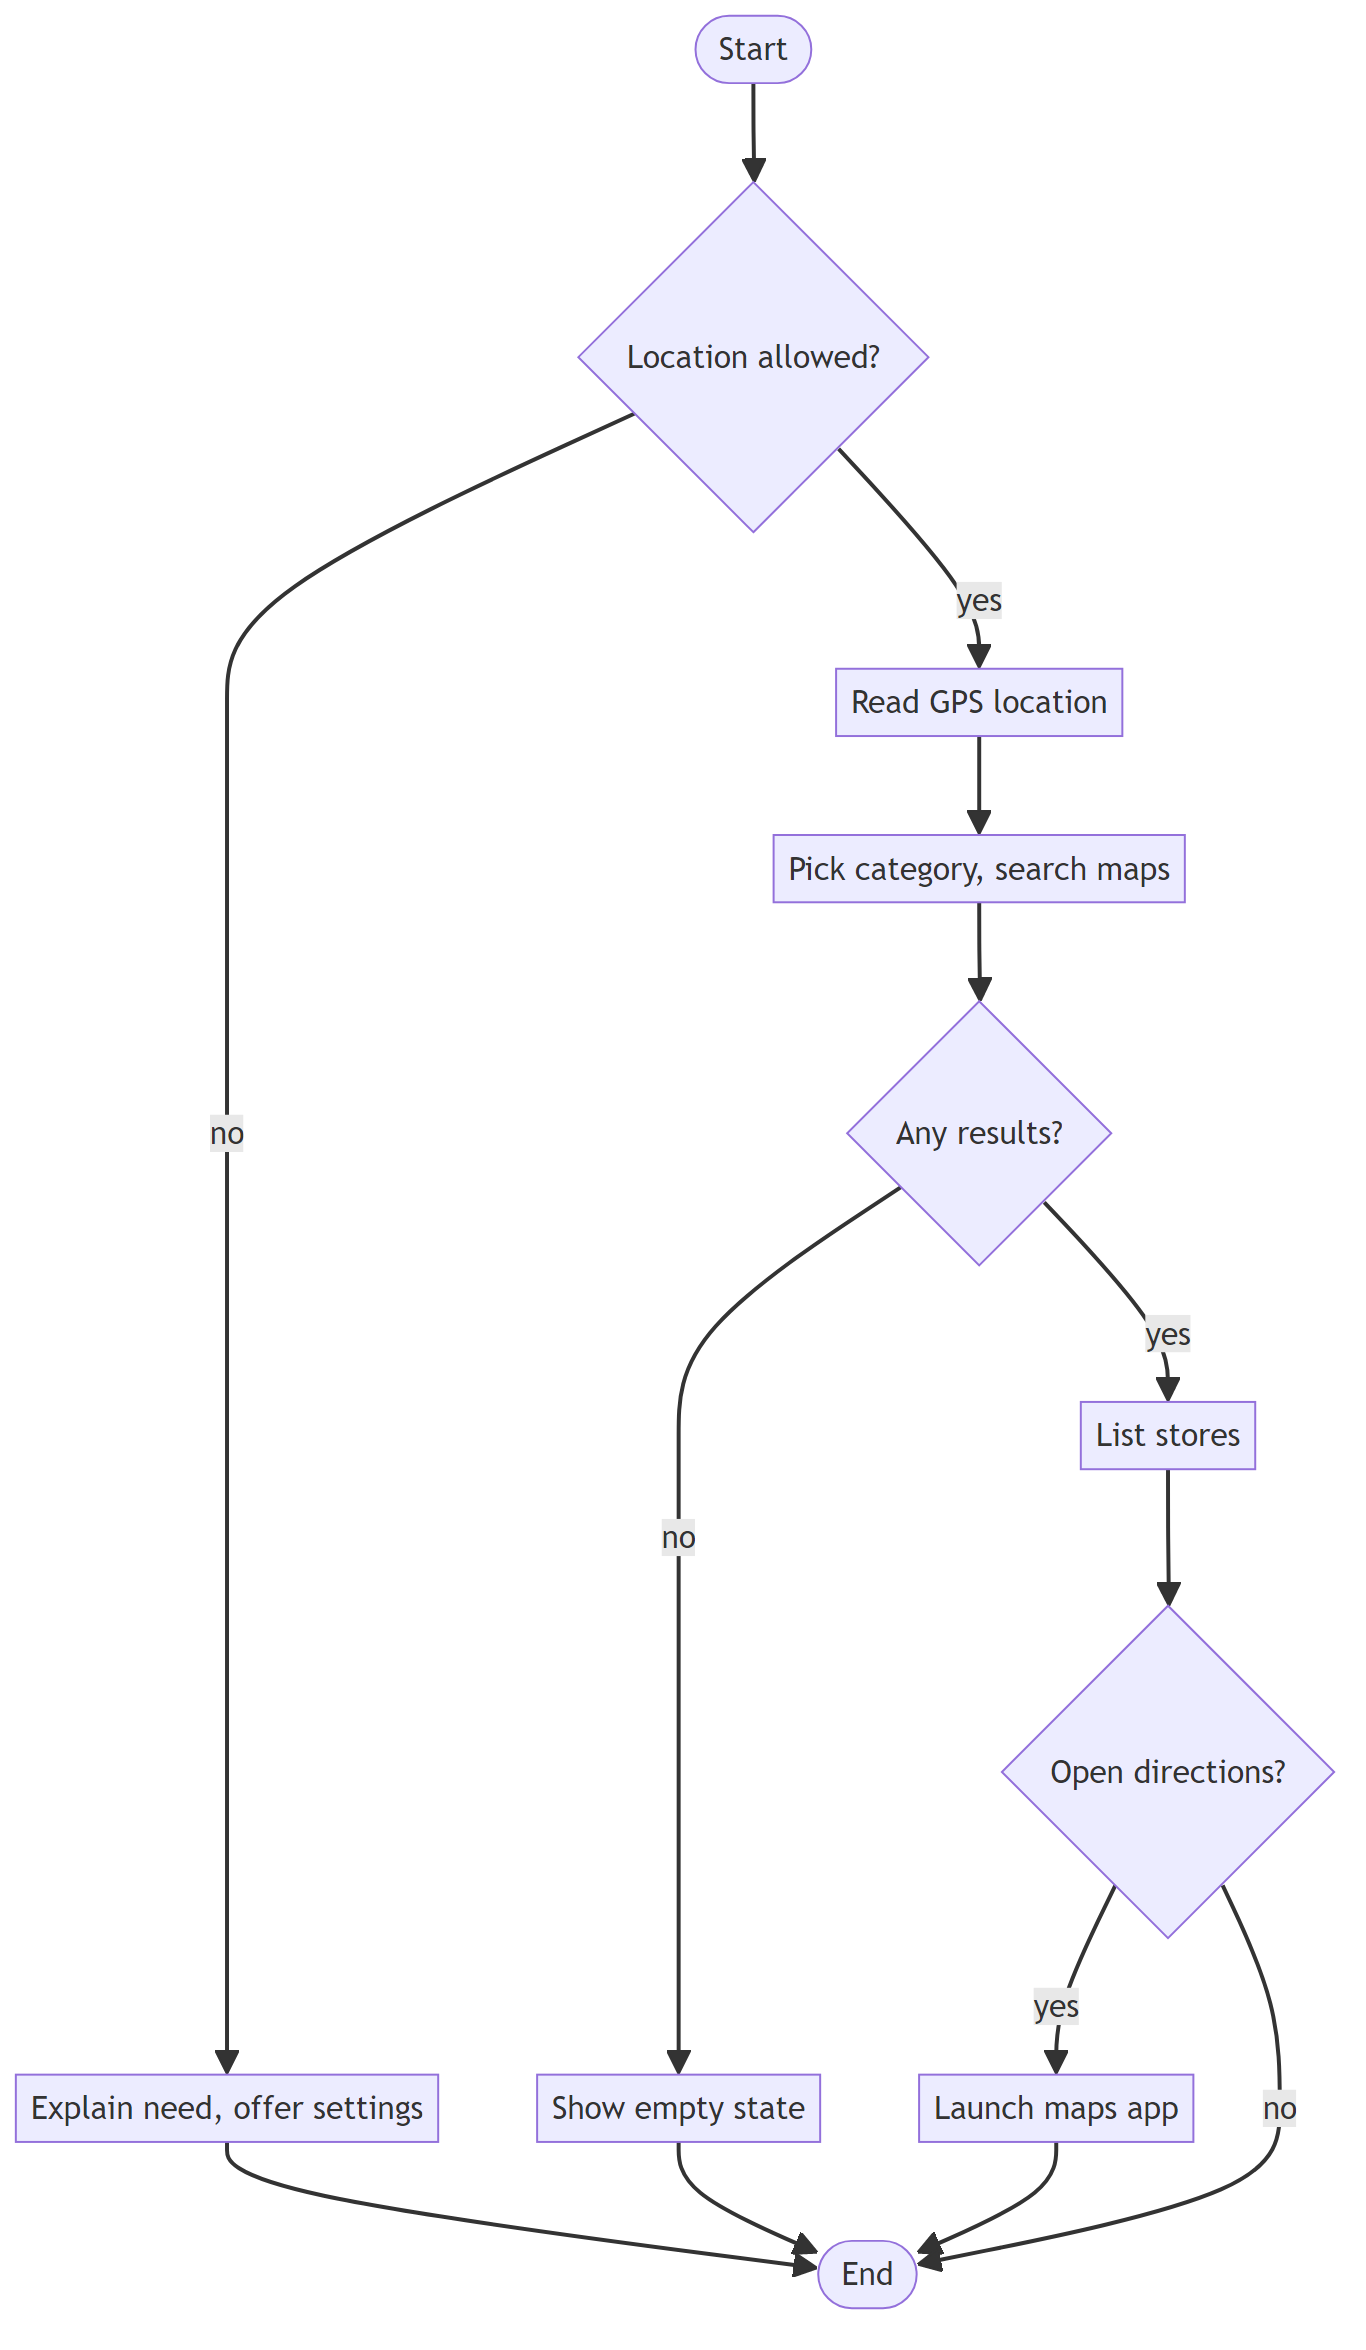 Start
Location allowed?
yes
Read GPS location
Pick category, search maps
no
Any results?
yes
List stores
no
Open directions?
yes
Explain need, offer settings
Show empty state
Launch maps app
no
End